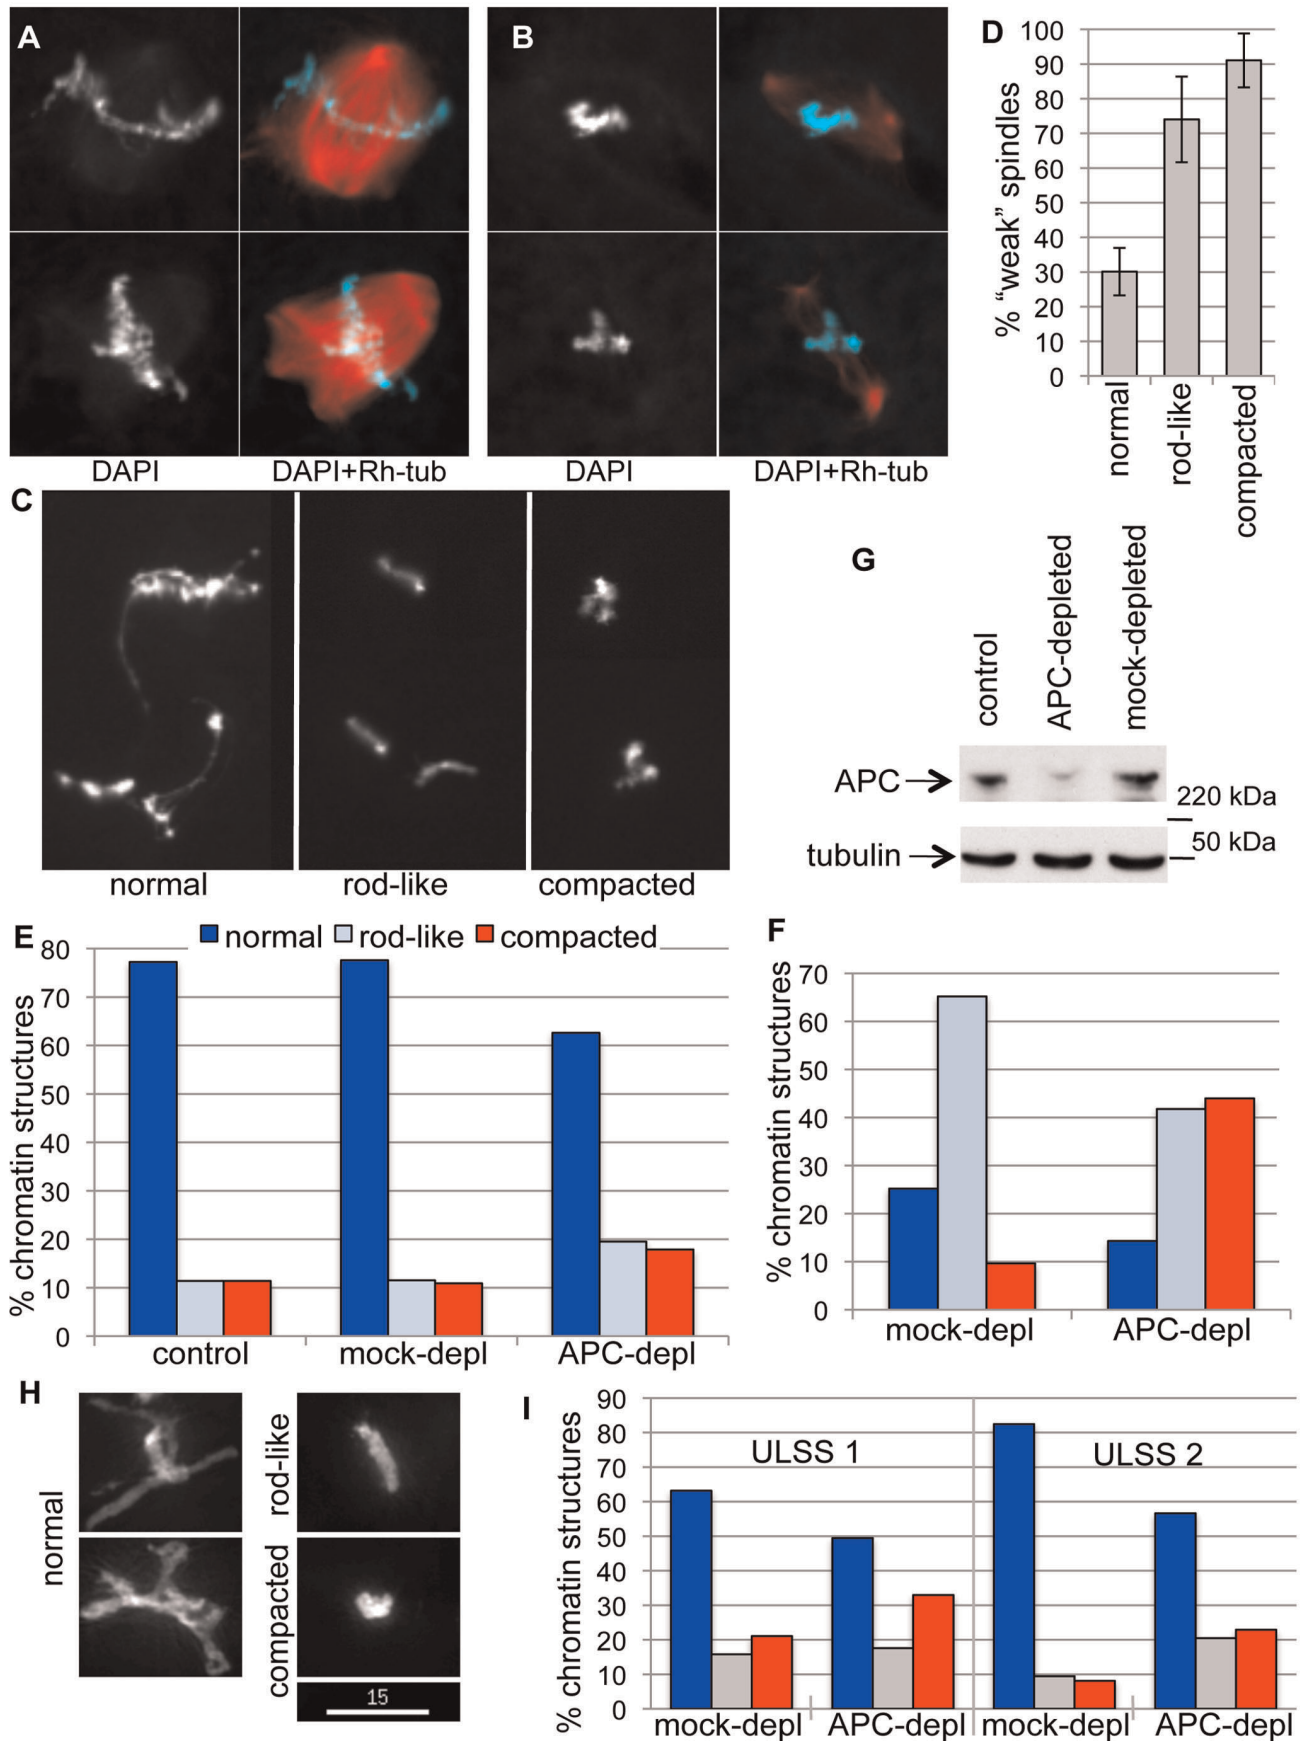 A
B
DAPI
DAPI+Rh-tub
DAPI
DAPI+Rh-tub
D
% “weak” spindles
100
90
80
70
60
50
40
30
20
10
0
normal
rod-like
compacted
C
normal
rod-like
compacted
G
control
APC-depleted
mock-depleted
APC
220 kDa
tubulin
50 kDa
E
normal
rod-like
compacted
% chromatin structures
80
70
60
50
40
30
20
10
0
control
mock-depl
APC-depl
F
% chromatin structures
70
60
50
40
30
20
10
0
mock-depl
APC-depl
H
normal
rod-like
compacted
15
I
% chromatin structures
90
80
70
60
50
40
30
20
10
0
ULSS 1
ULSS 2
mock-depl
APC-depl
mock-depl
APC-depl